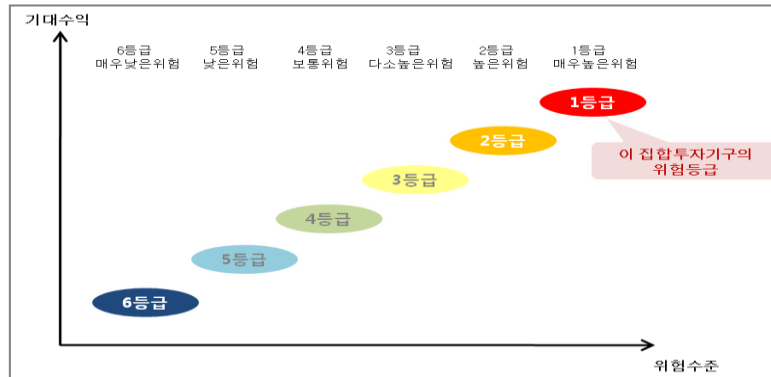 기대수익
6등급 5등급 4등급 3등급 2등급 1등급
매우낮은위험 낮은위험 보통위험 다소높은위험 높은위험 매우높은위험
1등급
2등급
이 집합투자기구의
위험등급
3등급
4등급
5등급
6등급
위험수준